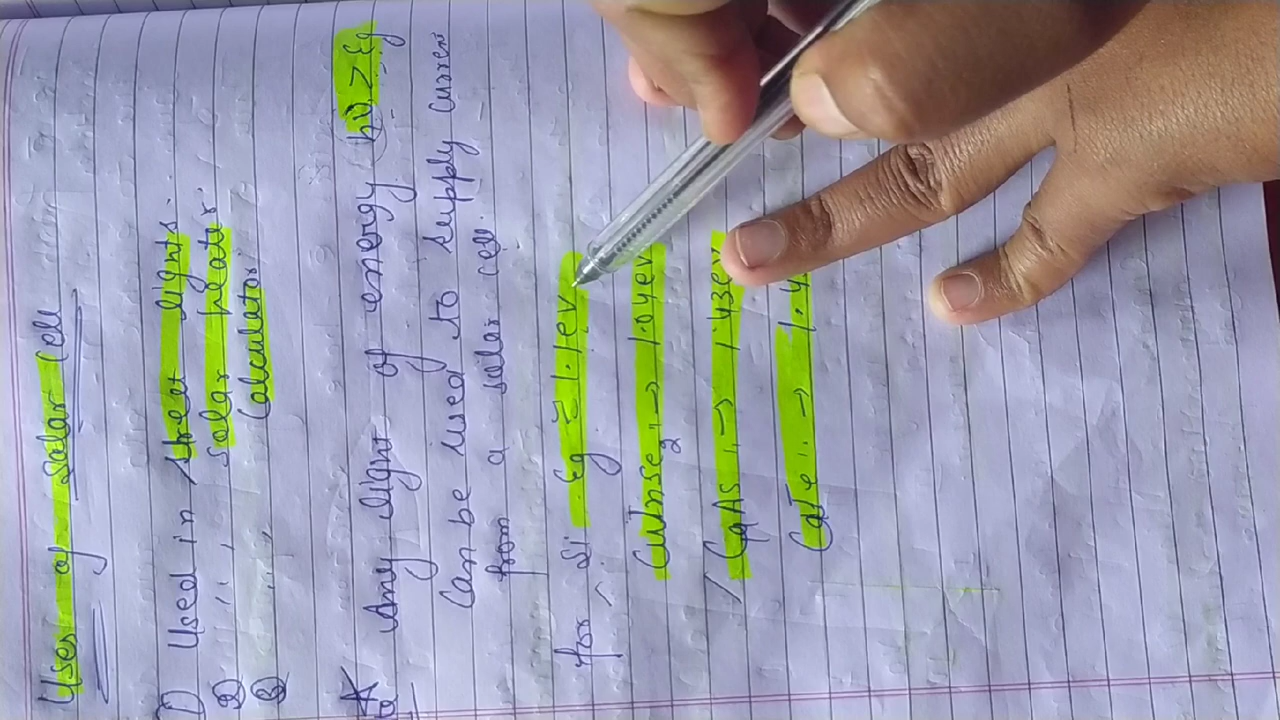 Uses of solar Cell
① Used in street lights.
② '' '' solar plate
③ '' '' Calculator
Any light of energy hν ≥ Eg
Can be used to supply current
from a solar cell.
for Si Eg ≃ 1.1ev
CuInSe2 → 1.04ev
GaAs → 1.43ev
CdTe → 1.4